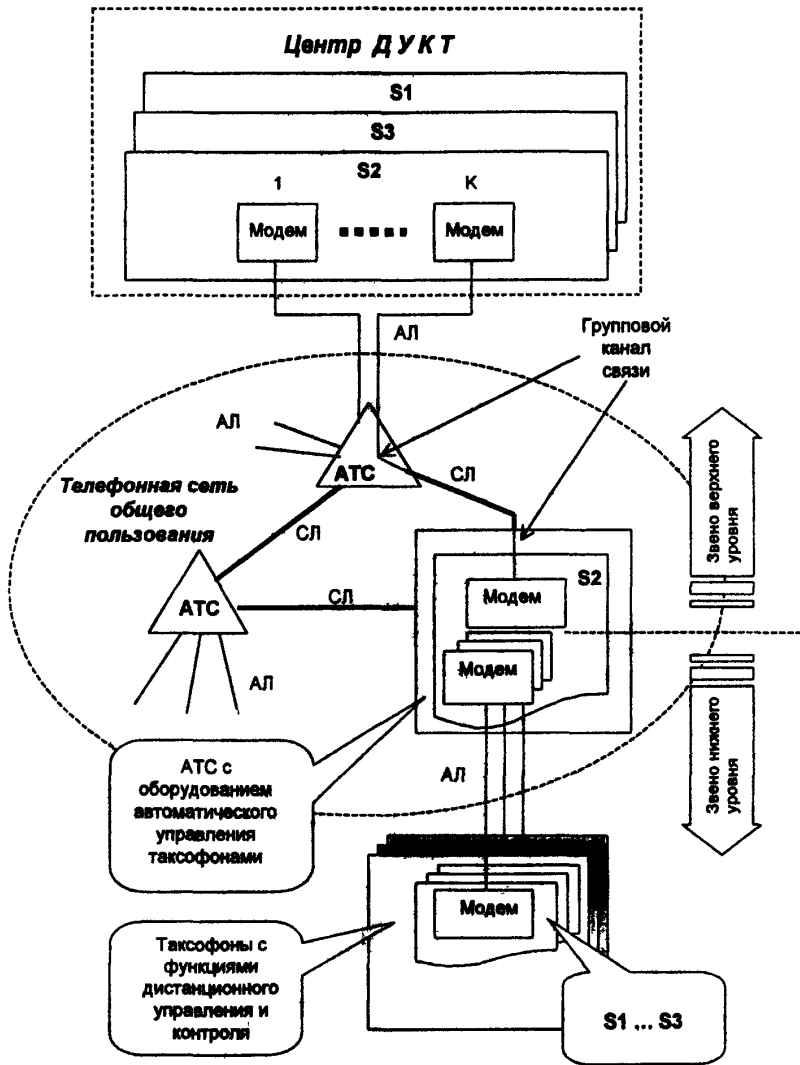 Центр ДУКТ
S1
S3
S2
1
K
Модем
Модем
АЛ
Групповой
канал
связи
АЛ
АТС
СЛ
Телефонная сеть
общего
пользования
СЛ
Звено верхнего
уровня
S2
Модем
АТС
СЛ
Модем
АЛ
Звено нижнего
уровня
АТС с
оборудованием
автоматического
управления
таксофонами
АЛ
Модем
Таксофоны с
функциями
дистанционного
управления и
контроля
S1 ... S3